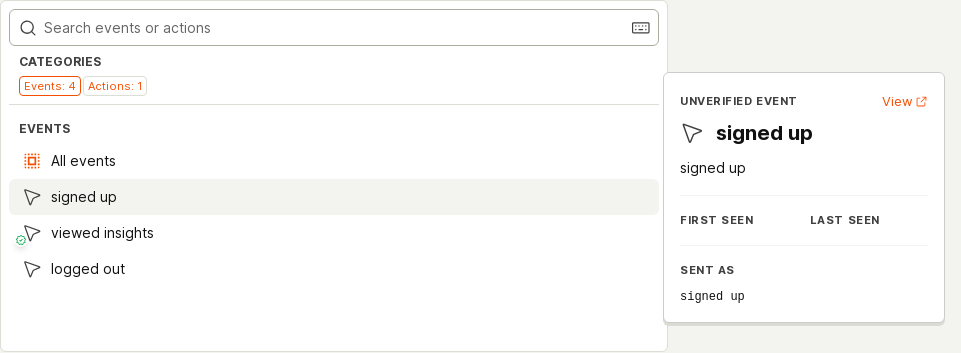 Search events or actions
CATEGORIES
Events: 4 Actions: 1
EVENTS
All events
signed up
viewed insights
logged out
UNVERIFIED EVENT View
signed up
signed up
FIRST SEEN LAST SEEN
SENT AS
signed up